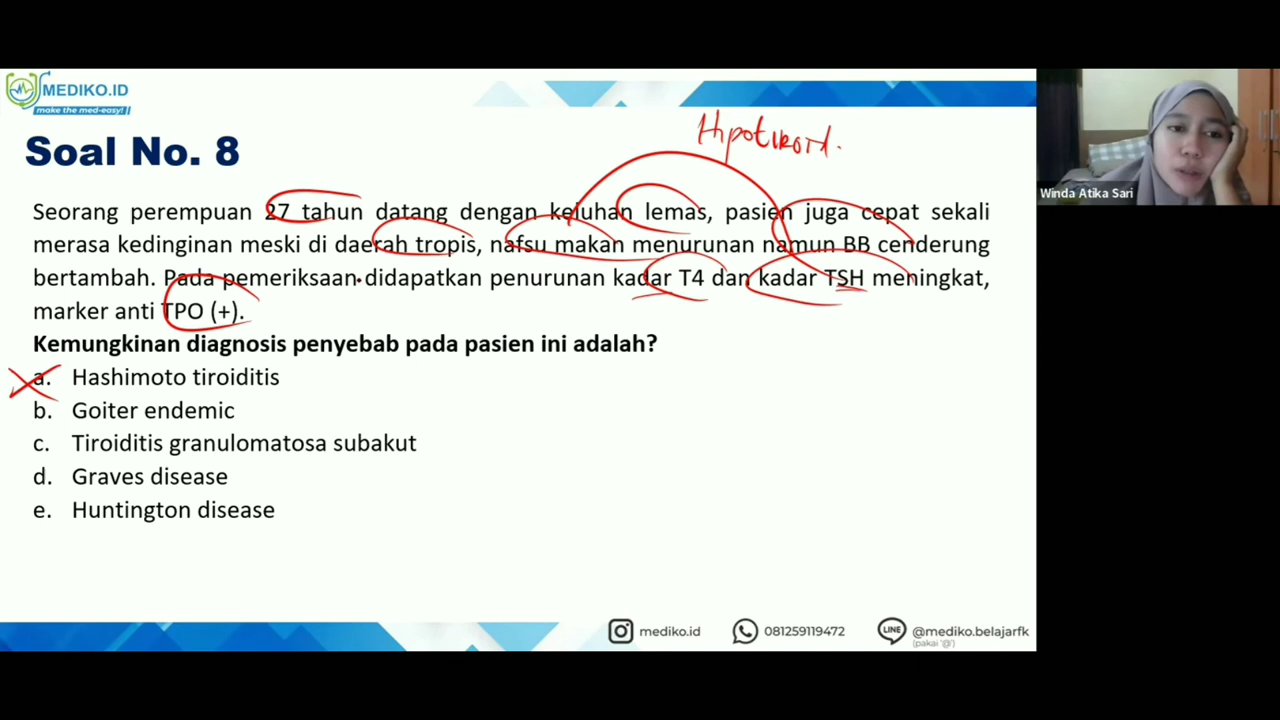 MEDIKO.ID
make the med-easy!
Hipotiroid.
Soal No. 8
Winda Atika Sari
Seorang perempuan 27 tahun datang dengan keluhan lemas, pasien juga cepat sekali
merasa kedinginan meski di daerah tropis, nafsu makan menurunan namun BB cenderung
bertambah. Pada pemeriksaan didapatkan penurunan kadar T4 dan kadar TSH meningkat,
marker anti TPO (+).
Kemungkinan diagnosis penyebab pada pasien ini adalah?
a. Hashimoto tiroiditis
b. Goiter endemic
c. Tiroiditis granulomatosa subakut
d. Graves disease
e. Huntington disease
mediko.id
081259119472
LINE
@mediko.belajarfk
(pakai '@')